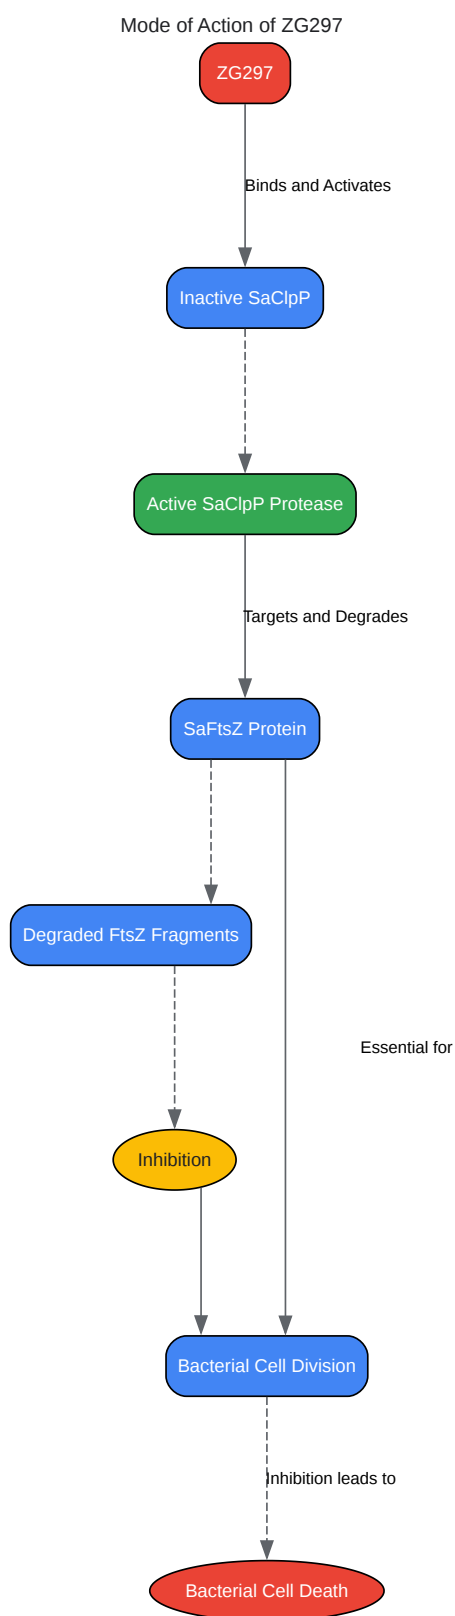 Mode of Action of ZG297
ZG297
Binds and Activates
Inactive SaClpP
Active SaClpP Protease
Targets and Degrades
SaFtsZ Protein
Degraded FtsZ Fragments
Essential for
Inhibition
Bacterial Cell Division
Inhibition leads to
Bacterial Cell Death